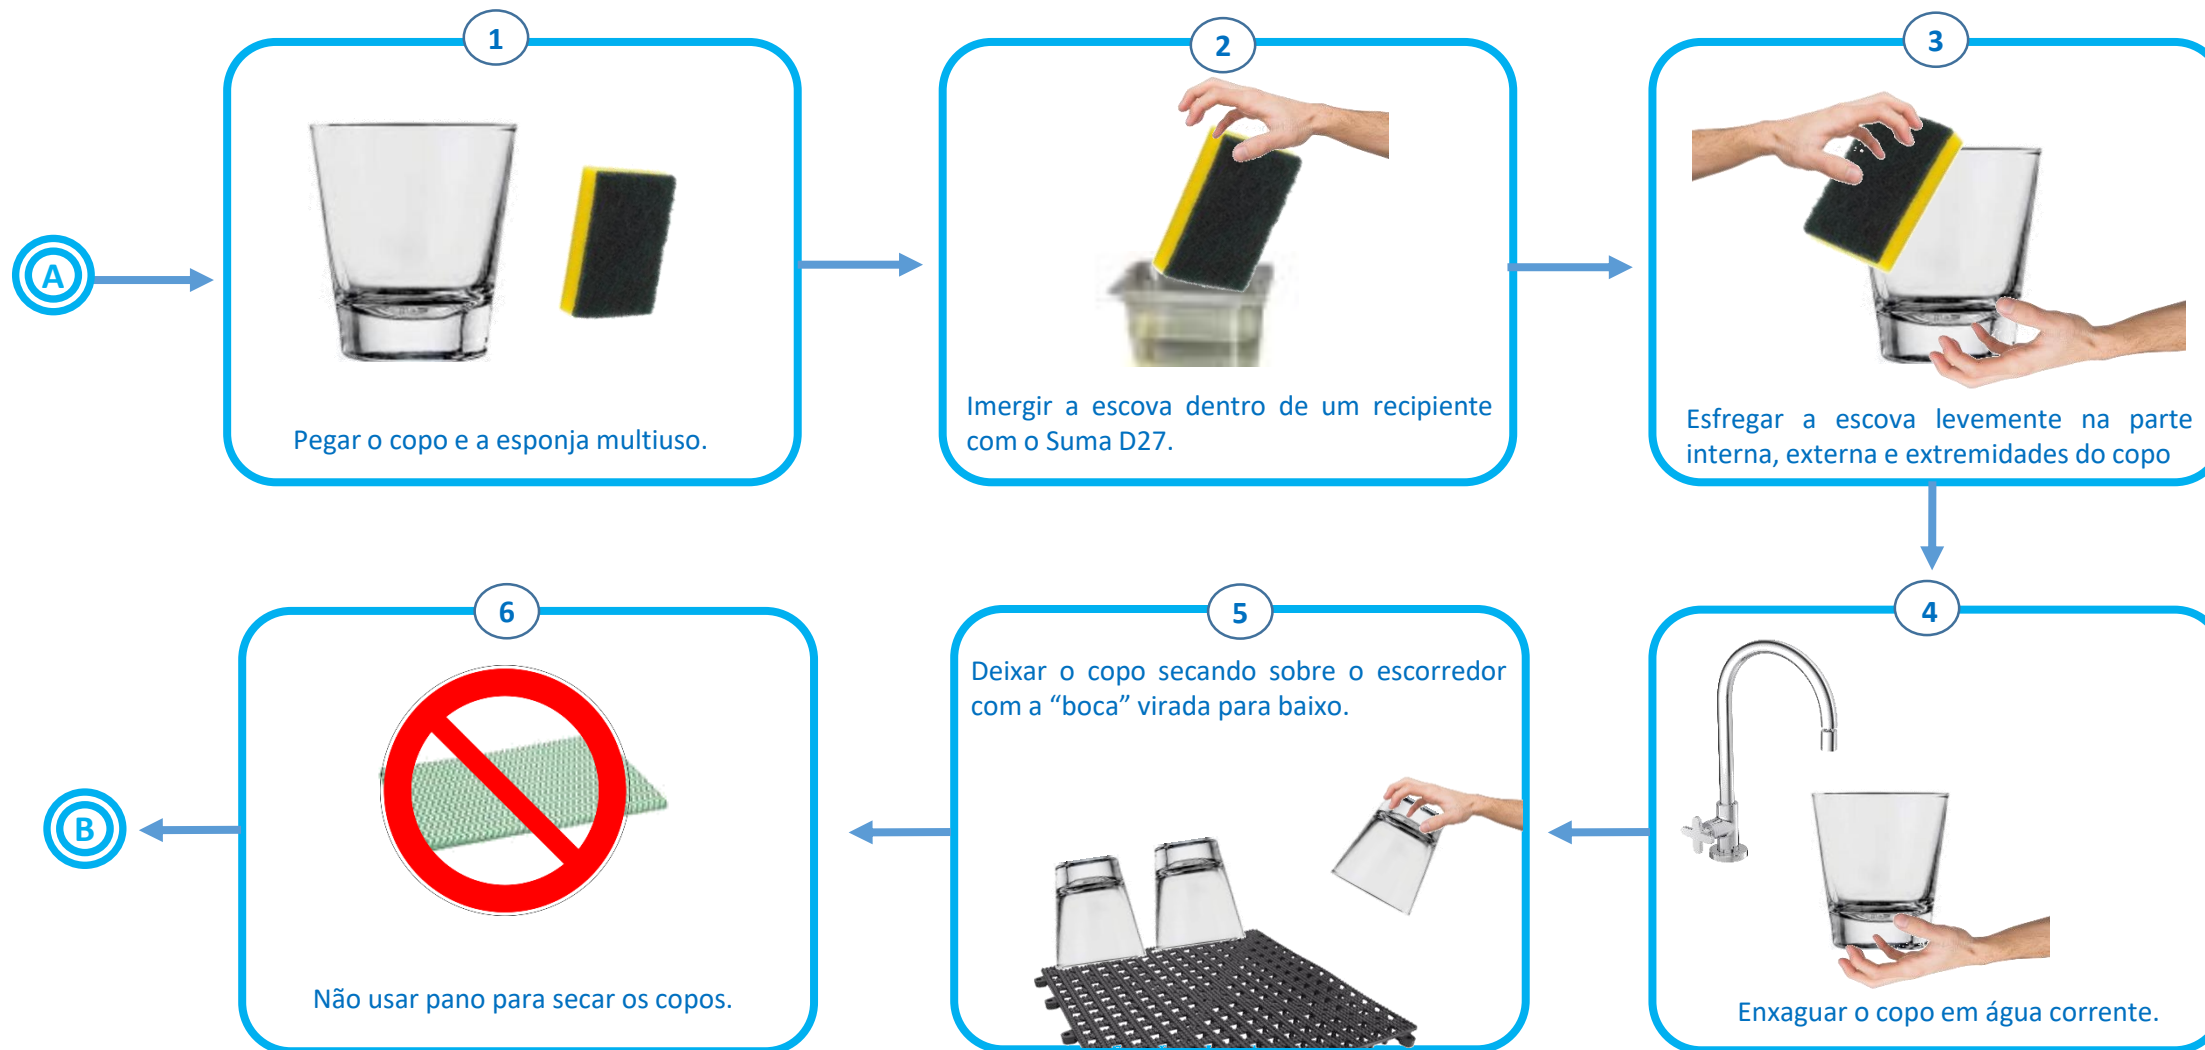 A
1
Pegar o copo e a esponja multiuso.
2
Imergir a escova dentro de um recipiente
com o Suma D27.
3
Esfregar a escova levemente na parte
interna, externa e extremidades do copo
4
Enxaguar o copo em água corrente.
5
Deixar o copo secando sobre o escorredor
com a “boca” virada para baixo.
6
Não usar pano para secar os copos.
B